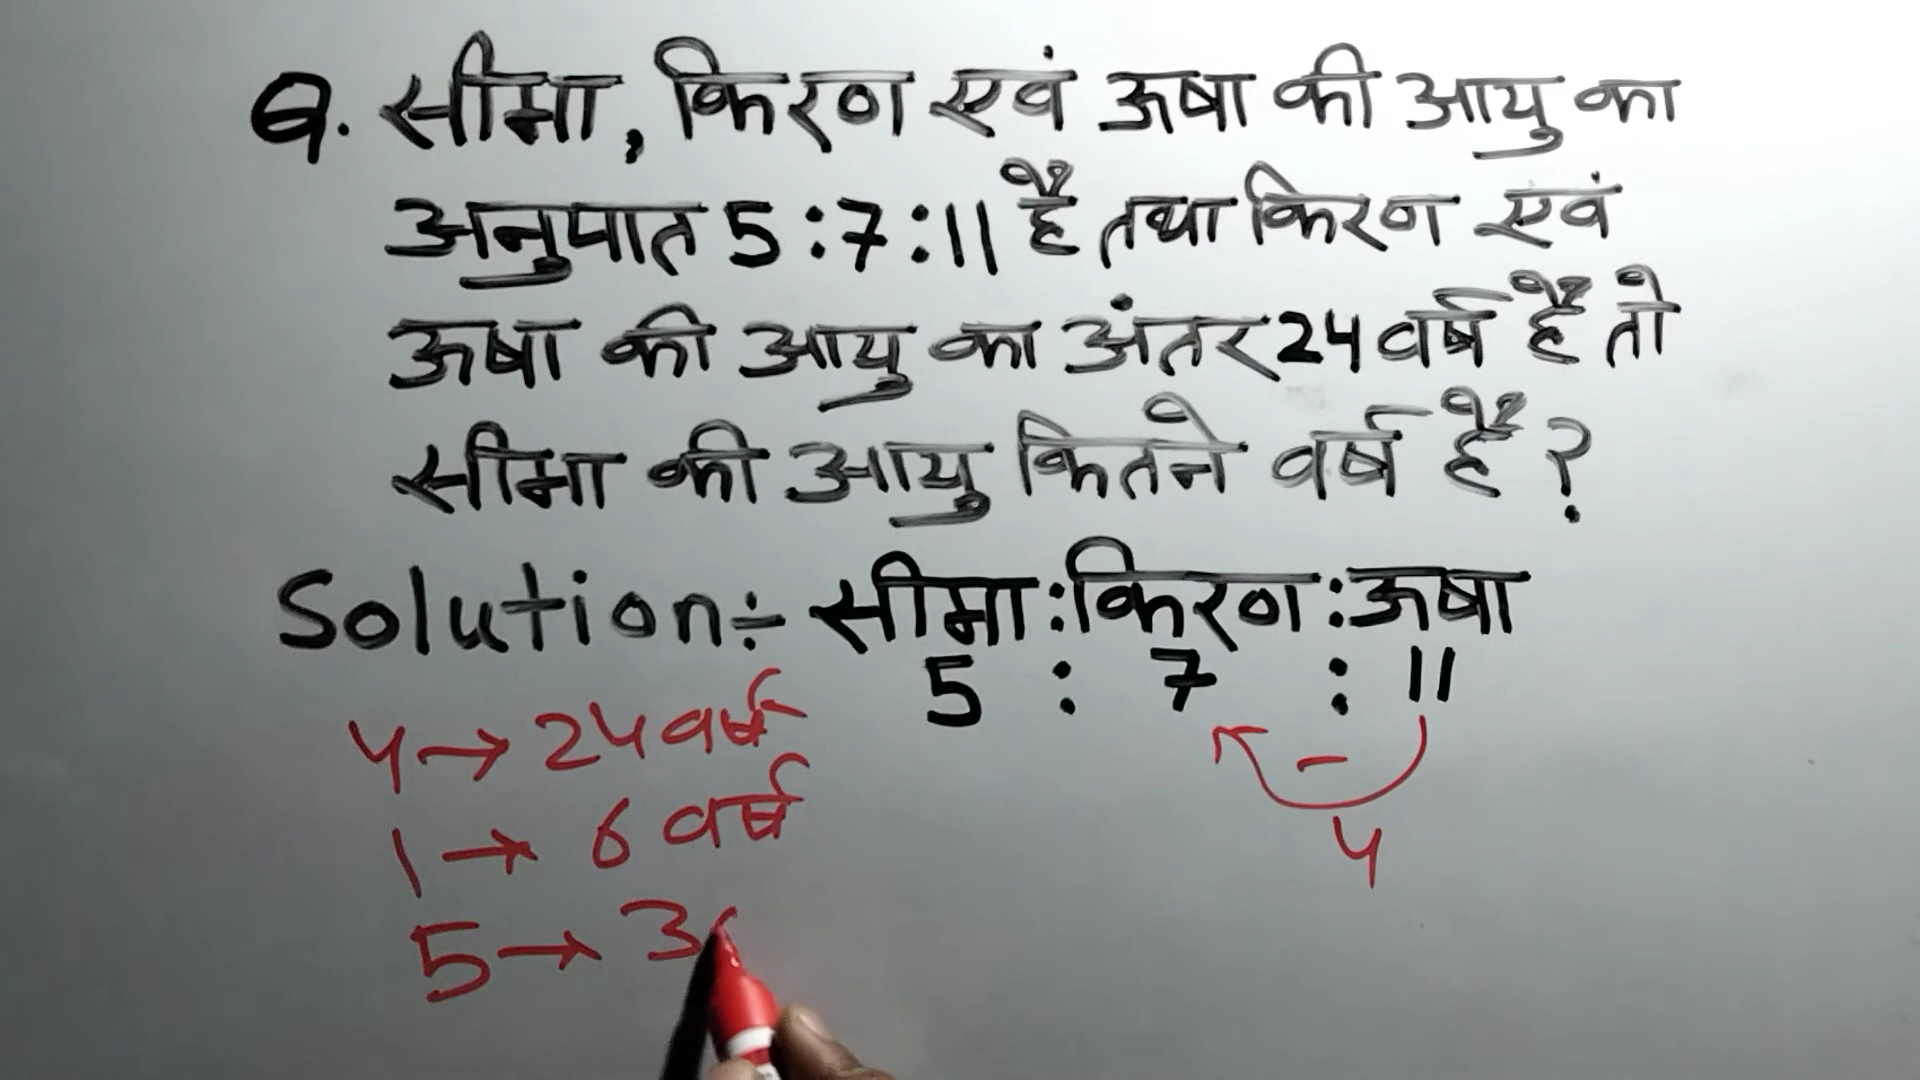 Q. सीमा, किरण एवं ऊषा की आयु का
अनुपात 5:7:11 है तथा किरण एवं
ऊषा की आयु का अंतर 24 वर्ष है तो
सीमा की आयु कितने वर्ष है ?
Solution÷ सीमा:किरण:ऊषा
5 : 7 : 11
4 → 24 वर्ष
–
1 → 6 वर्ष
4
5 → 3